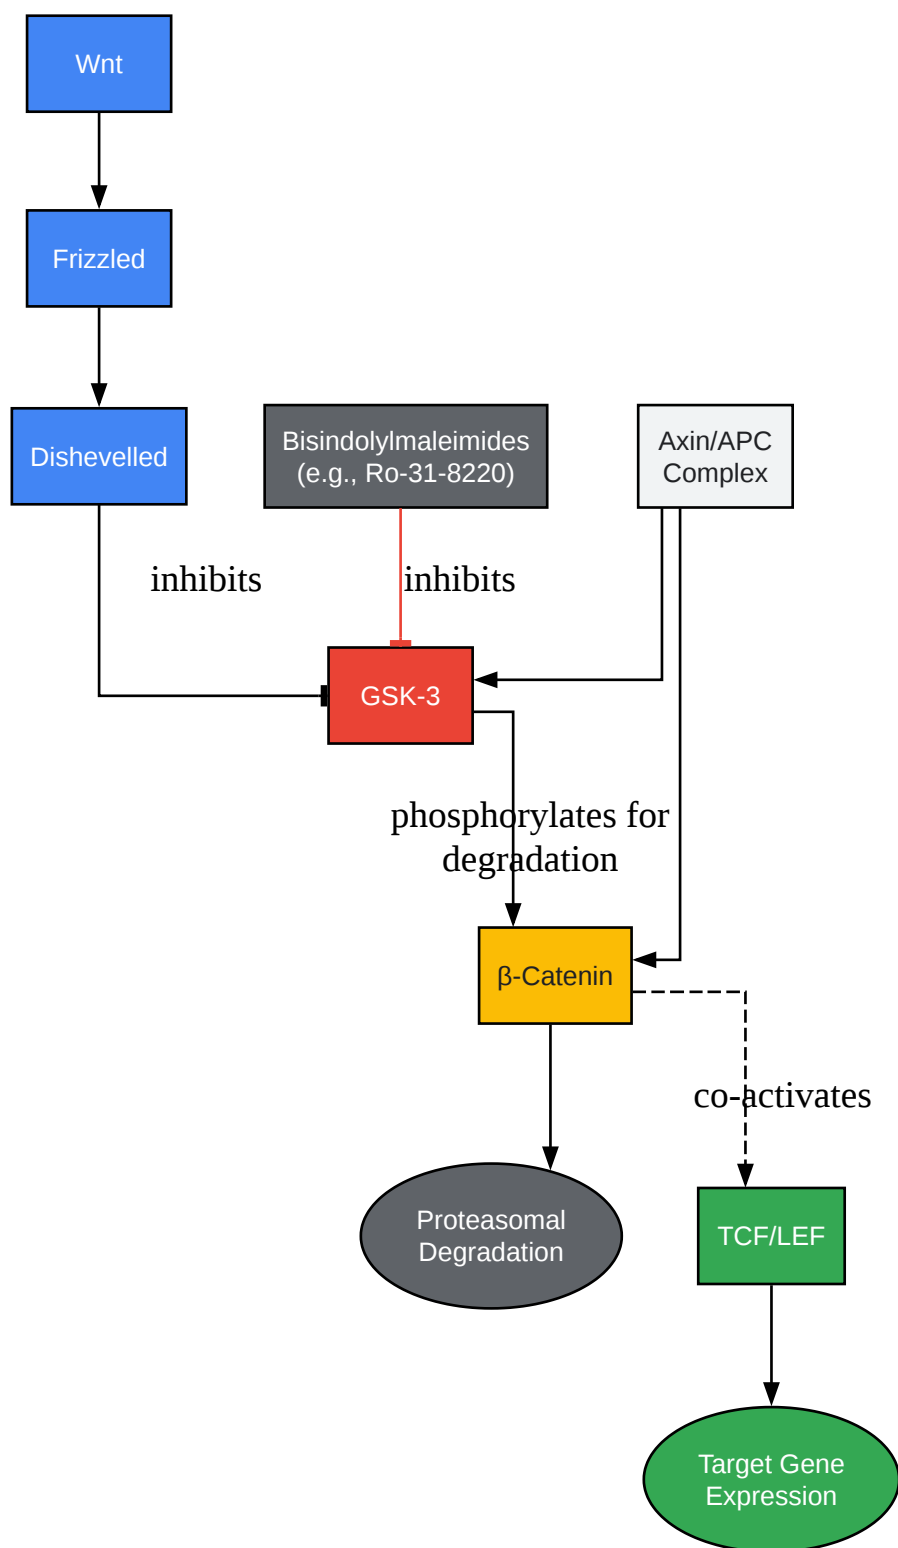 Wnt
Frizzled
Dishevelled
Bisindolylmaleimides
(e.g., Ro-31-8220)
Axin/APC
Complex
inhibits
inhibits
GSK-3
phosphorylates for
degradation
β-Catenin
co-activates
Proteasomal
Degradation
TCF/LEF
Target Gene
Expression